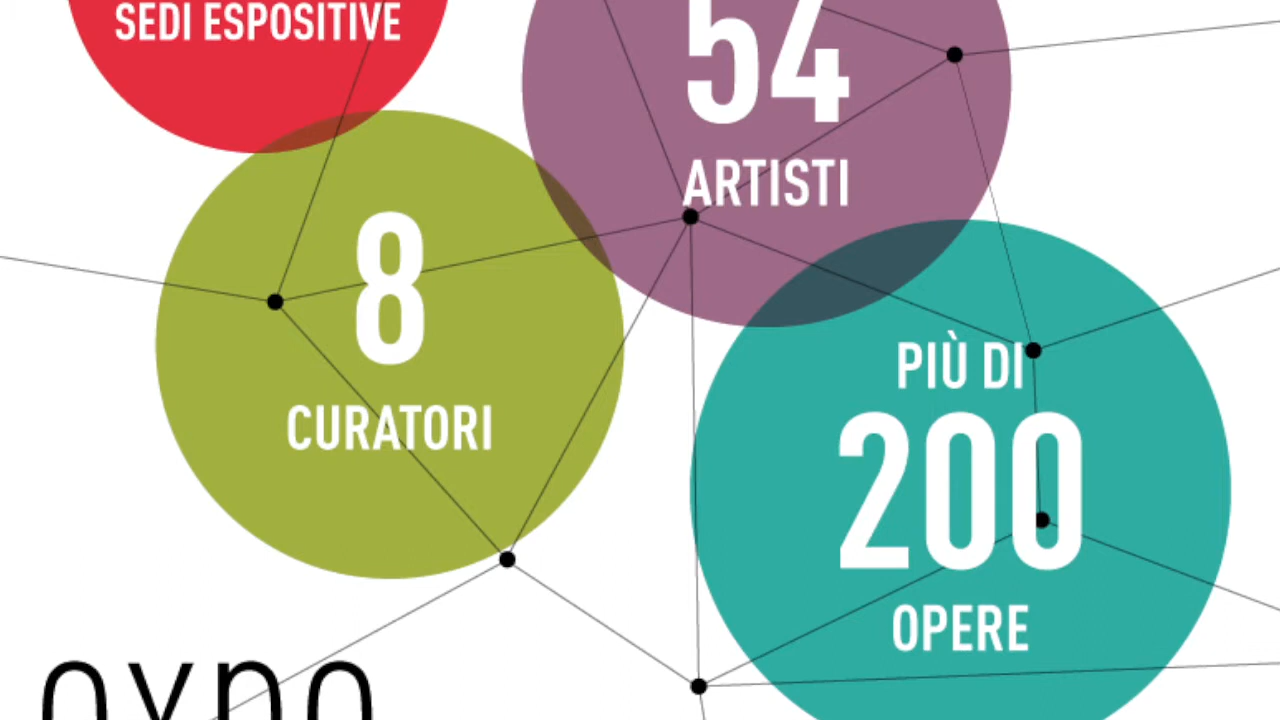 SEDI ESPOSITIVE
54
ARTISTI
8
CURATORI
PIÙ DI
200
OPERE